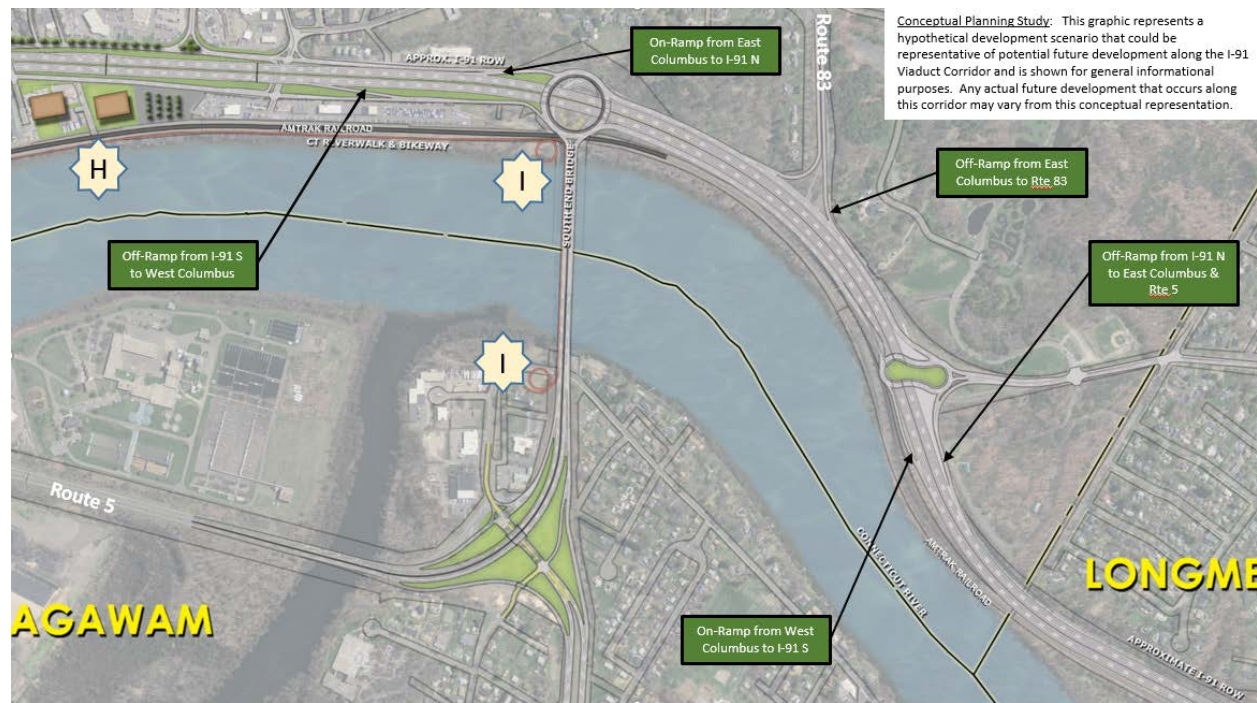 Conceptual Planning Study: This graphic represents a
hypothetical development scenario that could be
representative of potential future development along the I-91
Viaduct Corridor and is shown for general informational
purposes. Any actual future development that occurs along
this corridor may vary from this conceptual representation.
On-Ramp from East
Columbus to I-91 N
Route 83
APPROX. I-91 ROW
AMTRAK RAILROAD
CT RIVERWALK & BIKEWAY
H
I
SOUTH END BRIDGE
Off-Ramp from East
Columbus to Rte 83
Off-Ramp from I-91 S
to West Columbus
Off-Ramp from I-91 N
to East Columbus &
Rte 5
I
Route 5
CONNECTICUT RIVER
AMTRAK RAILROAD
LONGME
AGAWAM
On-Ramp from West
Columbus to I-91 S
APPROXIMATE I-91 ROW